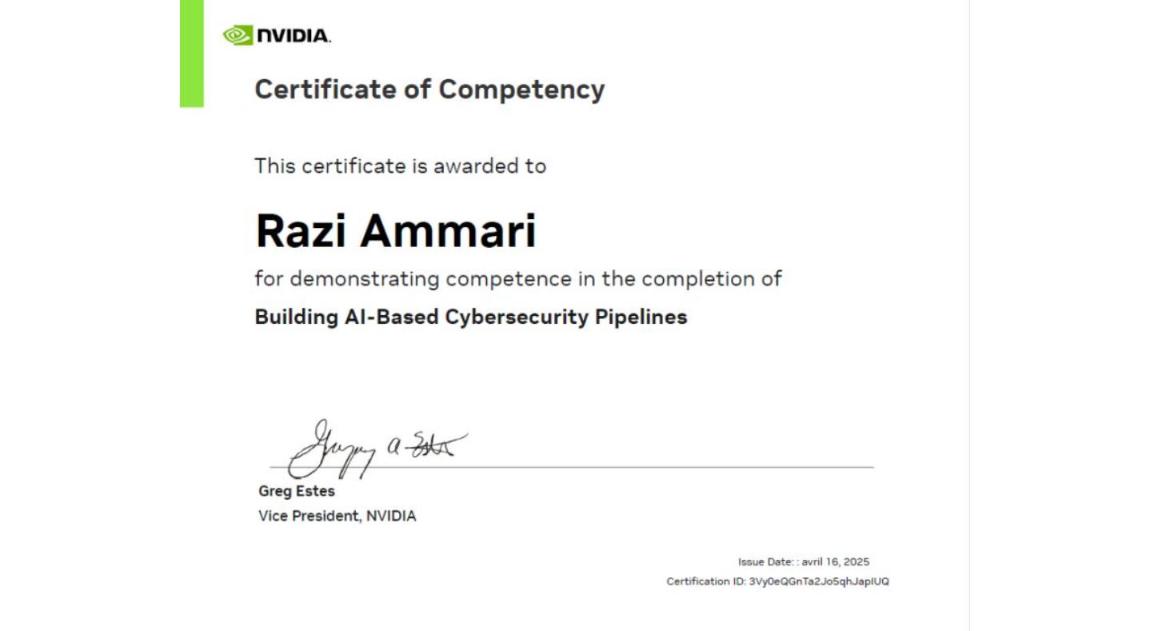 NVIDIA.
Certificate of Competency
This certificate is awarded to
Razi Ammari
for demonstrating competence in the completion of
Building AI-Based Cybersecurity Pipelines
Greg Estes
Vice President, NVIDIA
Issue Date: : avril 16, 2025
Certification ID: 3Vy0eQGnTa2Jo5qhJapIUQ